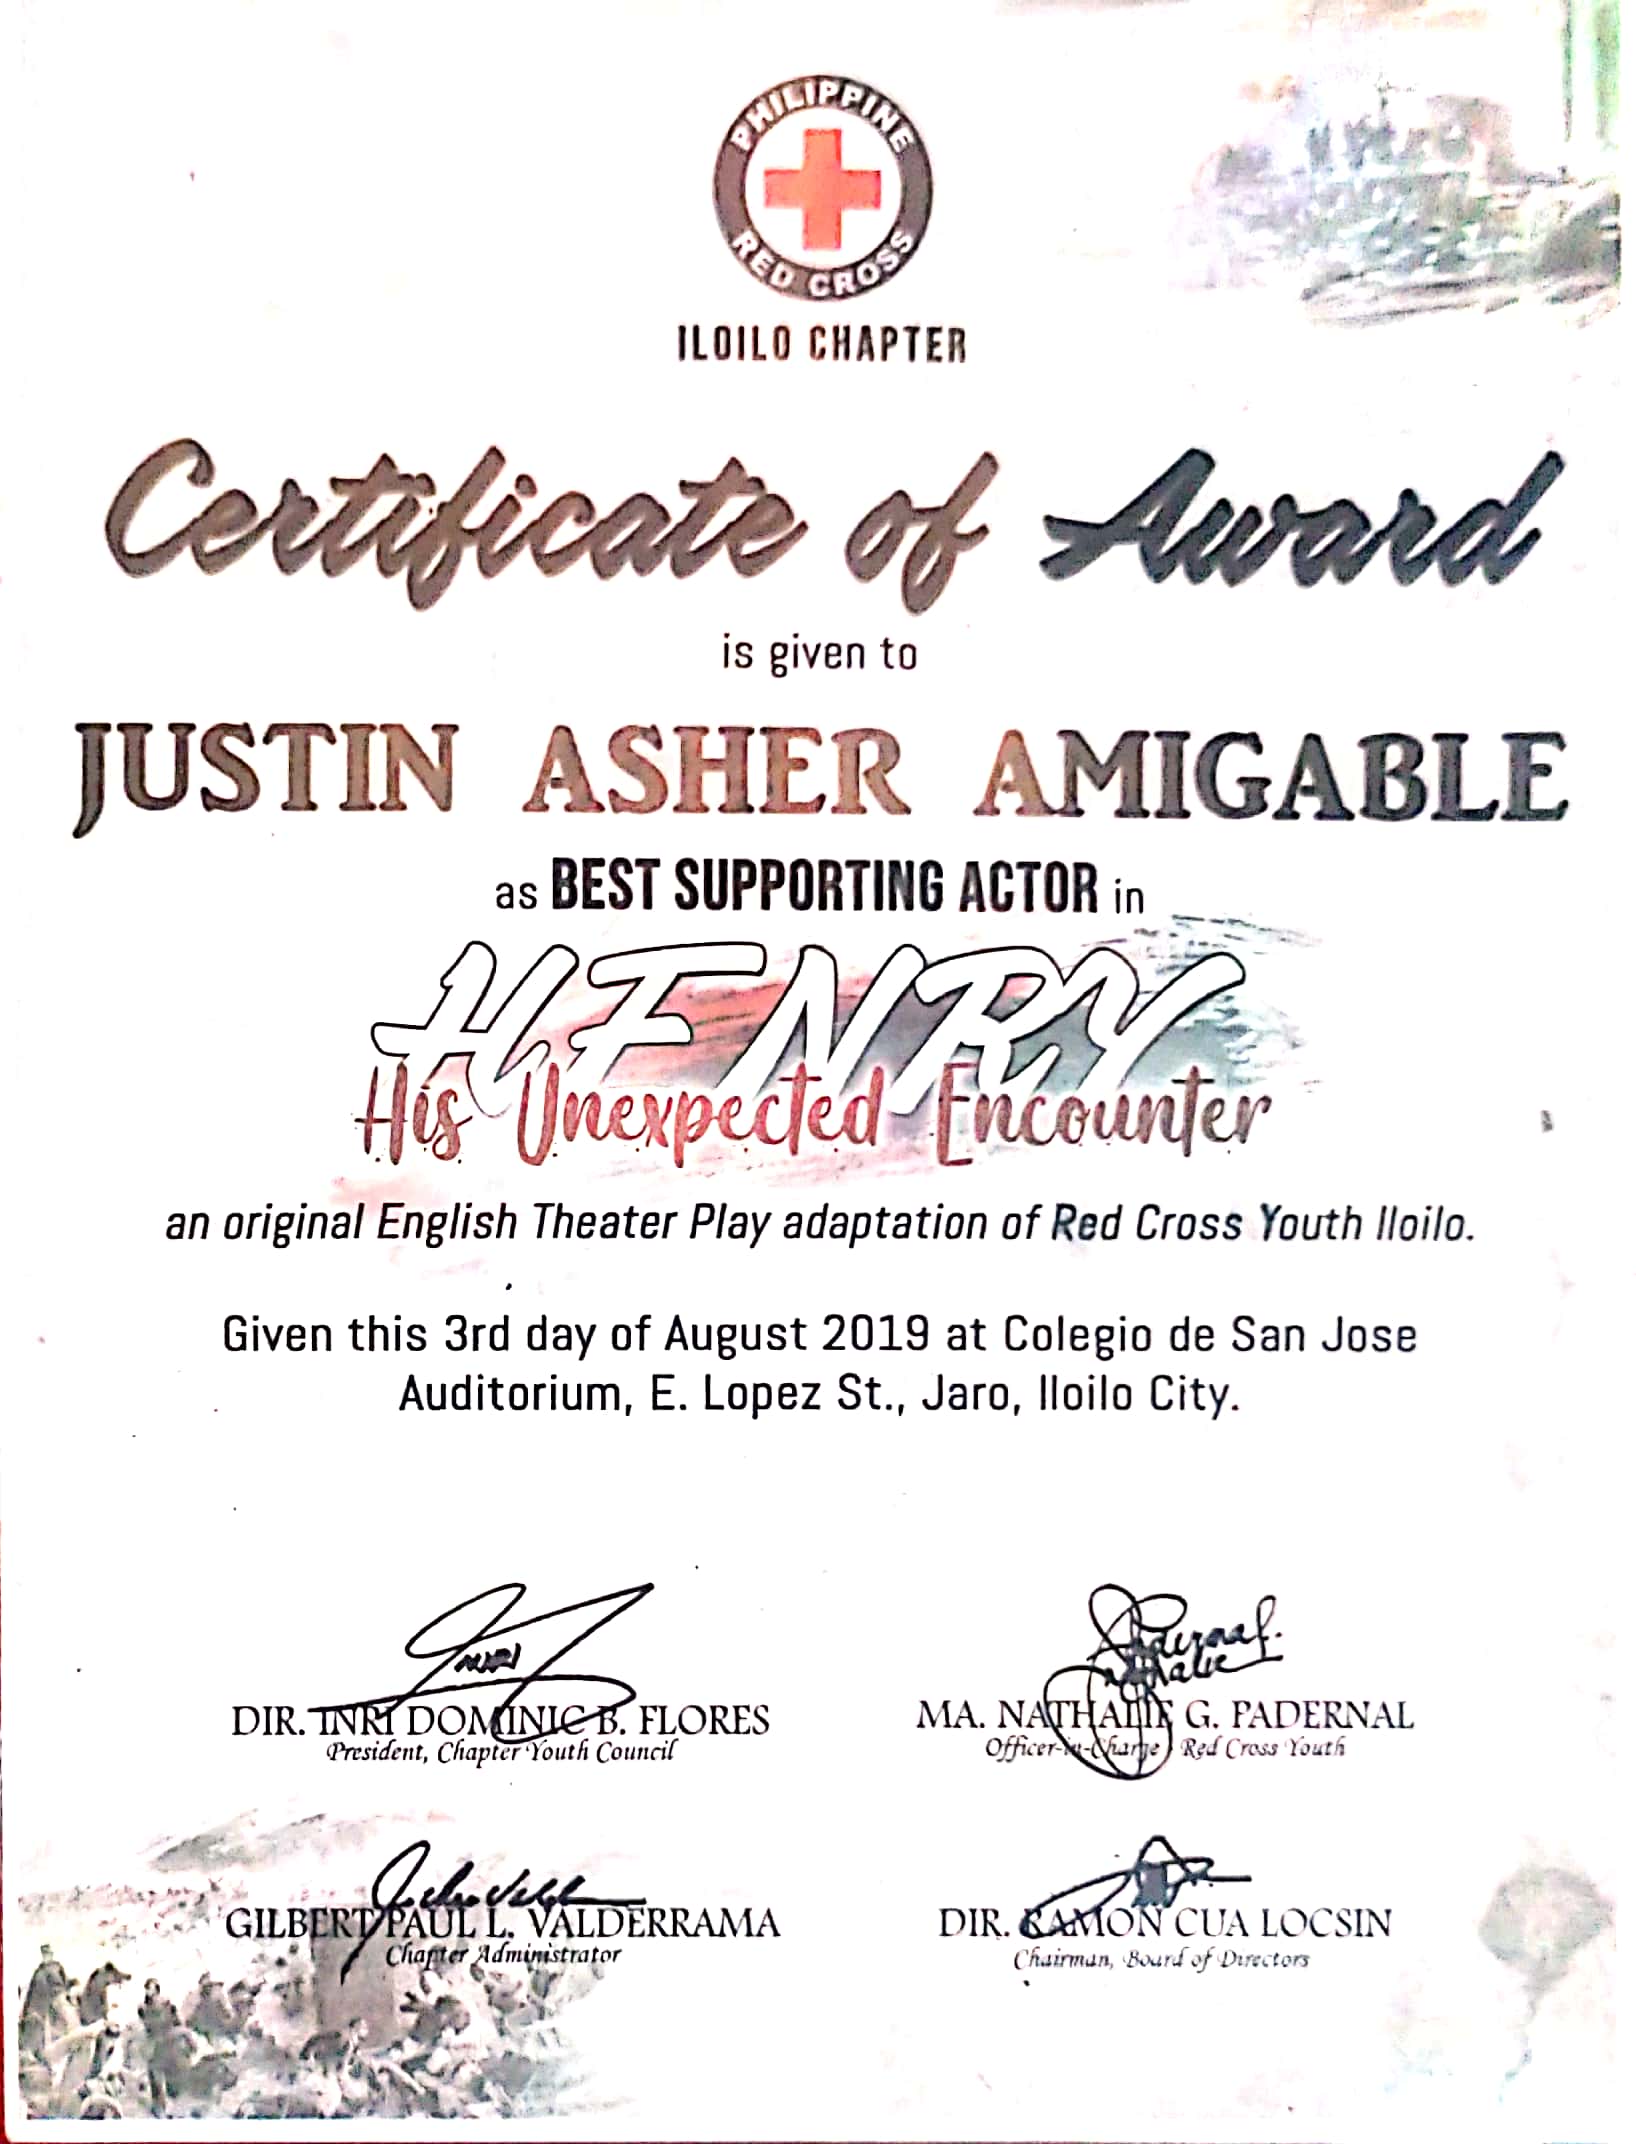 PHILIPPINE
RED CROSS
ILOILO CHAPTER
Certificate of Award
is given to
JUSTIN ASHER AMIGABLE
as BEST SUPPORTING ACTOR in
HENRY
His Unexpected Encounter
an original English Theater Play adaptation of Red Cross Youth Iloilo.
Given this 3rd day of August 2019 at Colegio de San Jose
Auditorium, E. Lopez St., Jaro, Iloilo City.
DIR. INRI DOMINIC B. FLORES
President, Chapter Youth Council
MA. NATHALIE G. PADERNAL
Officer-in-Charge, Red Cross Youth
GILBERT PAUL L. VALDERRAMA
Chapter Administrator
DIR. RAMON CUA LOCSIN
Chairman, Board of Directors